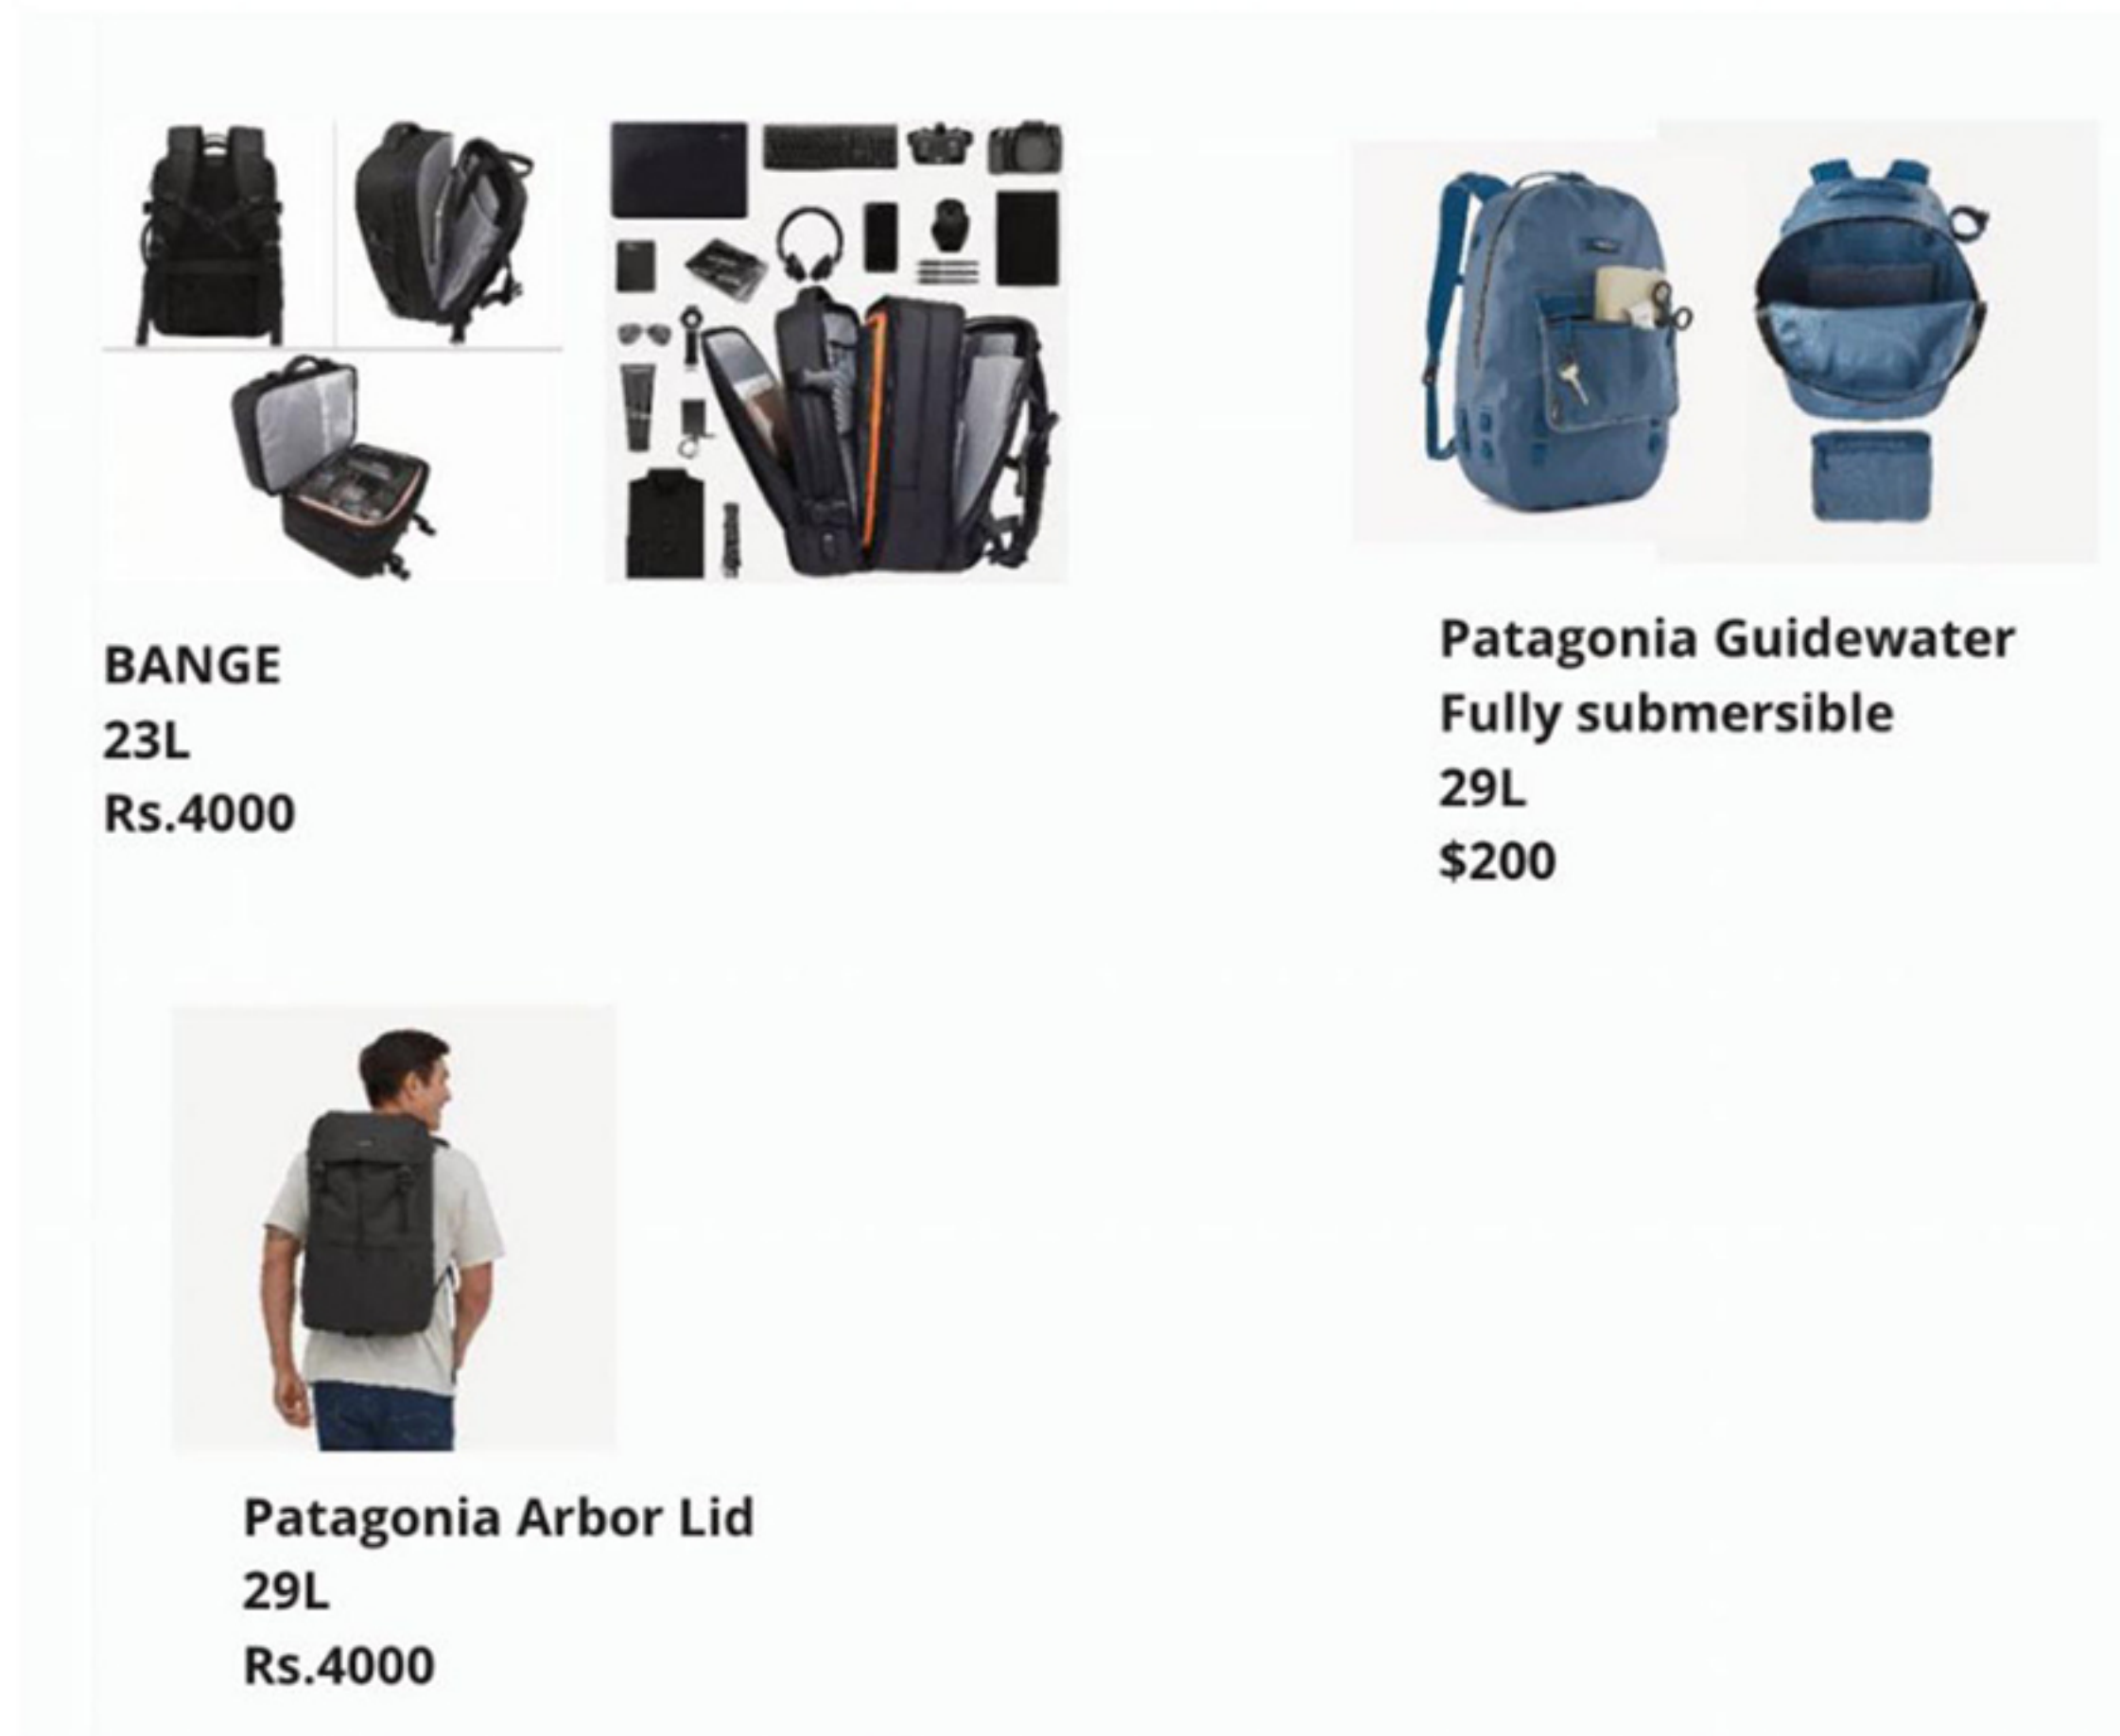 BANGE
23L
Rs.4000
Patagonia Guidewater
Fully submersible
29L
$200
Patagonia Arbor Lid
29L
Rs.4000